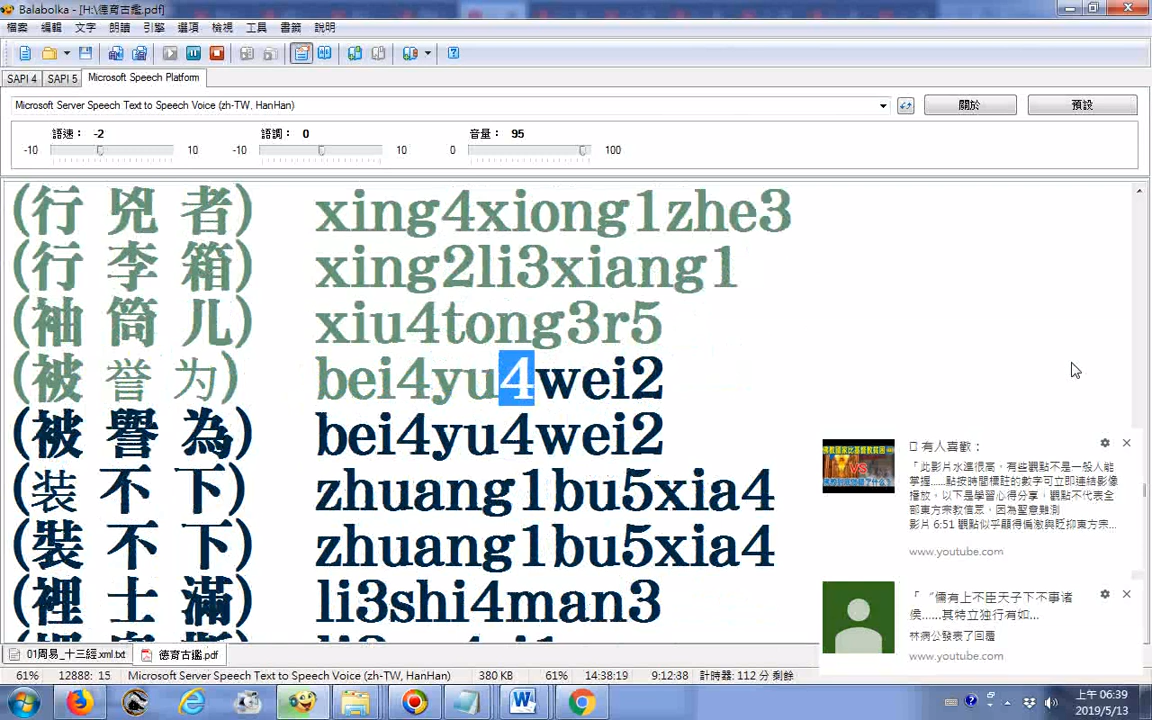 Balabolka - [H:\德育古鑑.pdf]
檔案 編輯 文字 朗讀 引擎 選項 檢視 工具 書籤 說明
SAPI 4 SAPI 5 Microsoft Speech Platform
Microsoft Server Speech Text to Speech Voice (zh-TW, HanHan) 關於 預設
語速： -2 語調： 0 音量： 95
-10 10 -10 10 0 100
(行 兇 者) xing4xiong1zhe3
(行 李 箱) xing2li3xiang1
(袖 筒 儿) xiu4tong3r5
(被 誉 为) bei4yu4wei2
(被 譽 為) bei4yu4wei2
(装 不 下) zhuang1bu5xia4
(裝 不 下) zhuang1bu5xia4
(裡 士 滿) li3shi4man3
有人喜歡：
「此影片水準很高，有些觀點不是一般人能
掌握……點按時間標註的數字可立即連結影像
播放，以下是學習心得分享，觀點不代表全
部東方宗教信眾，因為聖意難測
影片 6:51 觀點似乎顯得偏激與貶抑東方宗...
www.youtube.com
「 “儒有上不臣天子下不事诸
侯……其特立独行有如...
林病公發表了回覆
www.youtube.com
01周易_十三經.xml.txt 德育古鑑.pdf
61% 12888: 15 Microsoft Server Speech Text to Speech Voice (zh-TW, HanHan) 380 KB 61% 14:38:19 9:12:38 計時器: 112 分 剩餘
上午 06:39
2019/5/13